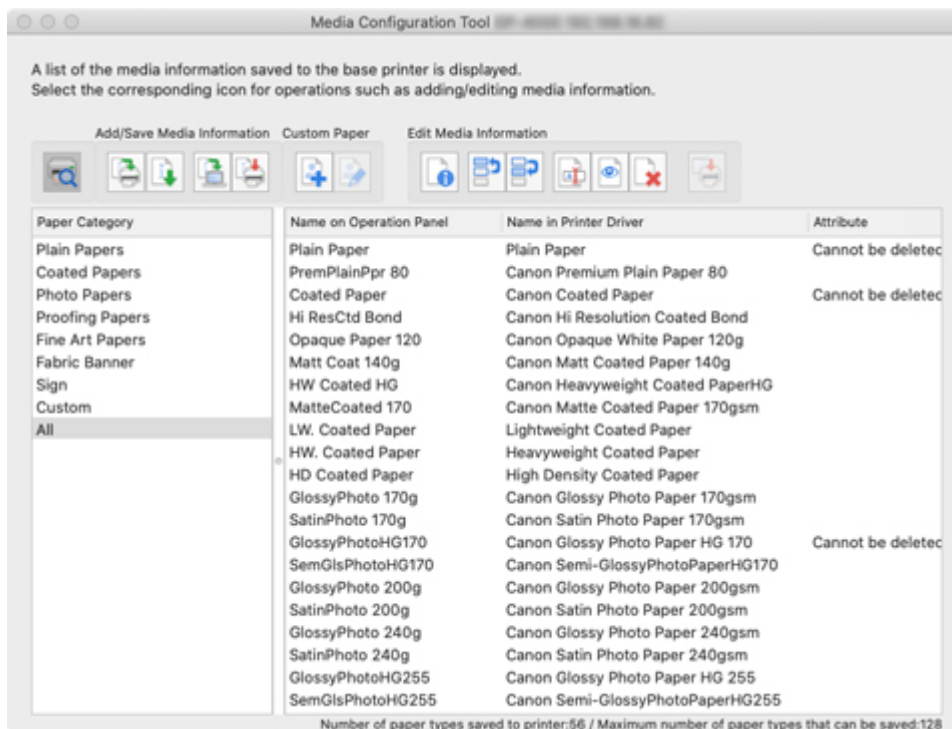 Media Configuration Tool
A list of the media information saved to the base printer is displayed.
Select the corresponding icon for operations such as adding/editing media information.
Add/Save Media Information Custom Paper Edit Media Information
Paper Category Name on Operation Panel Name in Printer Driver Attribute
Plain Papers Plain Paper Plain Paper Cannot be deleted
Coated Papers PremPlainPpr 80 Canon Premium Plain Paper 80
Photo Papers Coated Paper Canon Coated Paper Cannot be deleted
Proofing Papers Hi ResCtd Bond Canon Hi Resolution Coated Bond
Fine Art Papers Opaque Paper 120 Canon Opaque White Paper 120g
Fabric Banner Matt Coat 140g Canon Matt Coated Paper 140g
Sign HW Coated HG Canon Heavyweight Coated PaperHG
Custom MatteCoated 170 Canon Matte Coated Paper 170gsm
All LW. Coated Paper Lightweight Coated Paper
HW. Coated Paper Heavyweight Coated Paper
HD Coated Paper High Density Coated Paper
GlossyPhoto 170g Canon Glossy Photo Paper 170gsm
SatinPhoto 170g Canon Satin Photo Paper 170gsm
GlossyPhotoHG170 Canon Glossy Photo Paper HG 170 Cannot be deleted
SemGlsPhotoHG170 Canon Semi-GlossyPhotoPaperHG170
GlossyPhoto 200g Canon Glossy Photo Paper 200gsm
SatinPhoto 200g Canon Satin Photo Paper 200gsm
GlossyPhoto 240g Canon Glossy Photo Paper 240gsm
SatinPhoto 240g Canon Satin Photo Paper 240gsm
GlossyPhotoHG255 Canon Glossy Photo Paper HG 255
SemGlsPhotoHG255 Canon Semi-GlossyPhotoPaperHG255
Number of paper types saved to printer:56 / Maximum number of paper types that can be saved:128